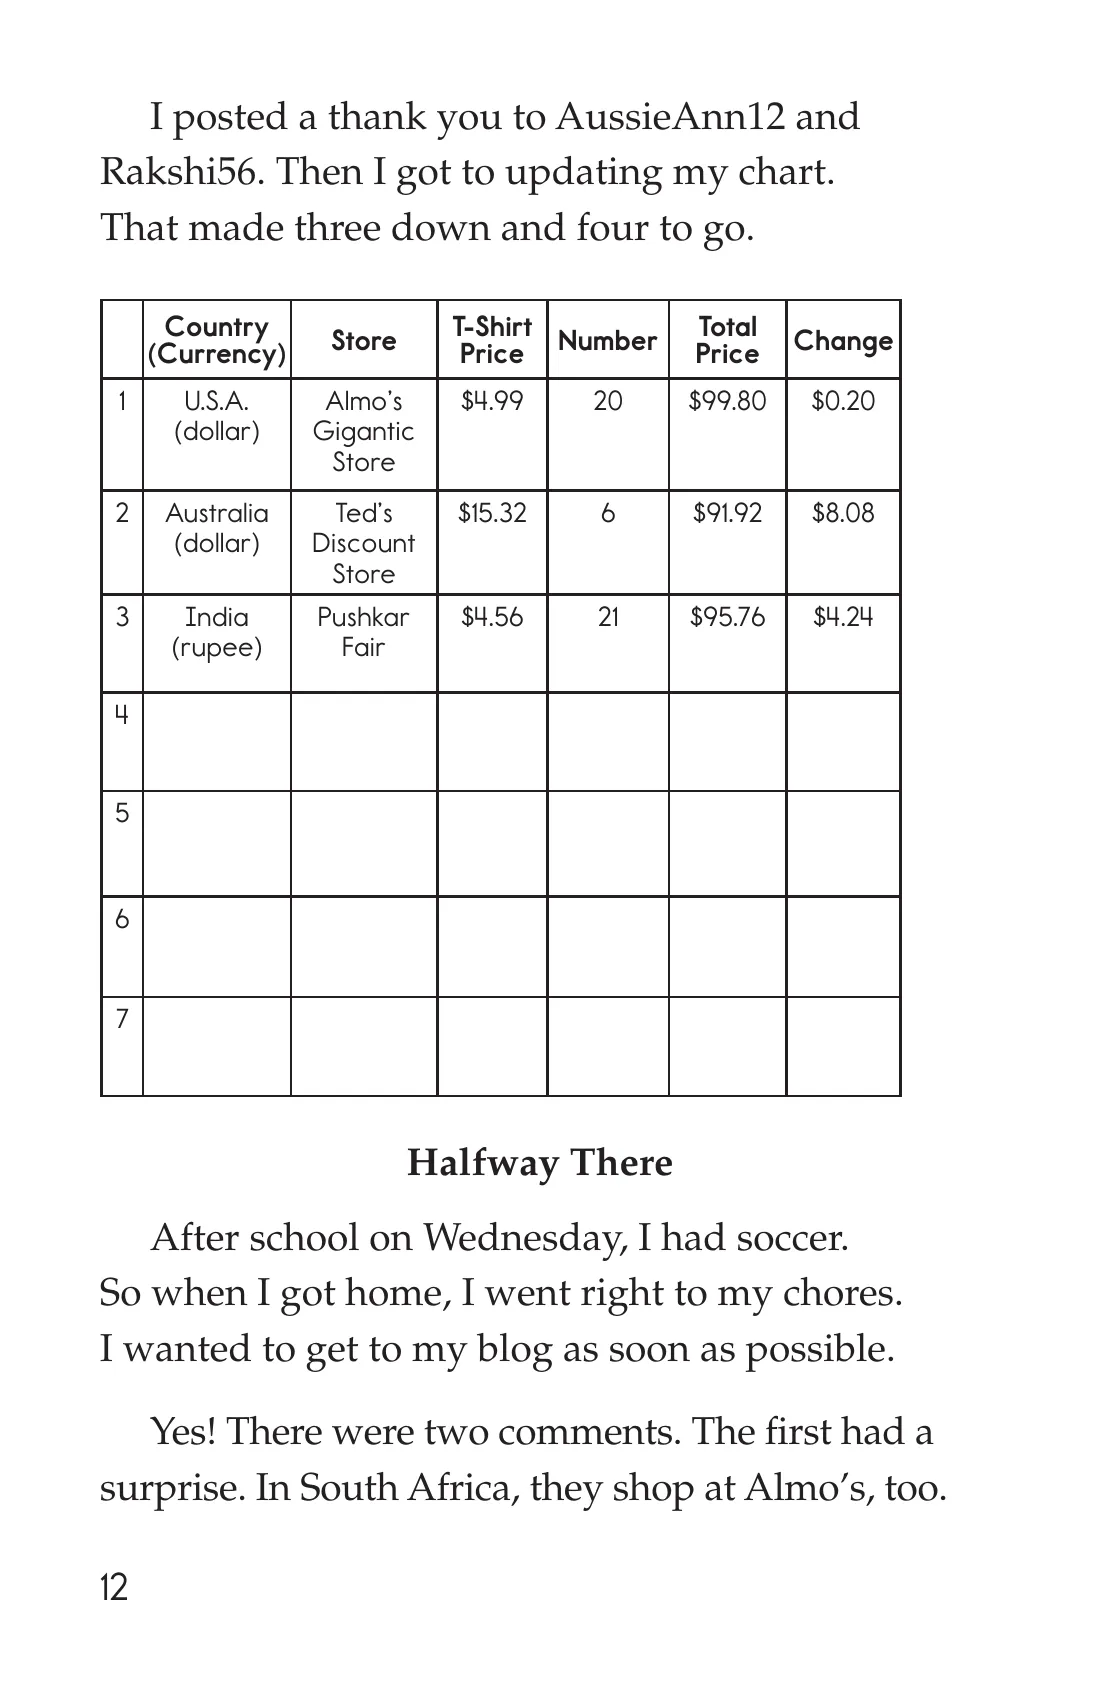 I posted a thank you to AussieAnn12 and
Rakshi56. Then I got to updating my chart.
That made three down and four to go.
Country (Currency) Store T-Shirt Price Number Total Price Change
1 U.S.A. (dollar) Almo’s Gigantic Store $4.99 20 $99.80 $0.20
2 Australia (dollar) Ted’s Discount Store $15.32 6 $91.92 $8.08
3 India (rupee) Pushkar Fair $4.56 21 $95.76 $4.24
4
5
6
7
Halfway There
After school on Wednesday, I had soccer.
So when I got home, I went right to my chores.
I wanted to get to my blog as soon as possible.
Yes! There were two comments. The first had a
surprise. In South Africa, they shop at Almo’s, too.
12